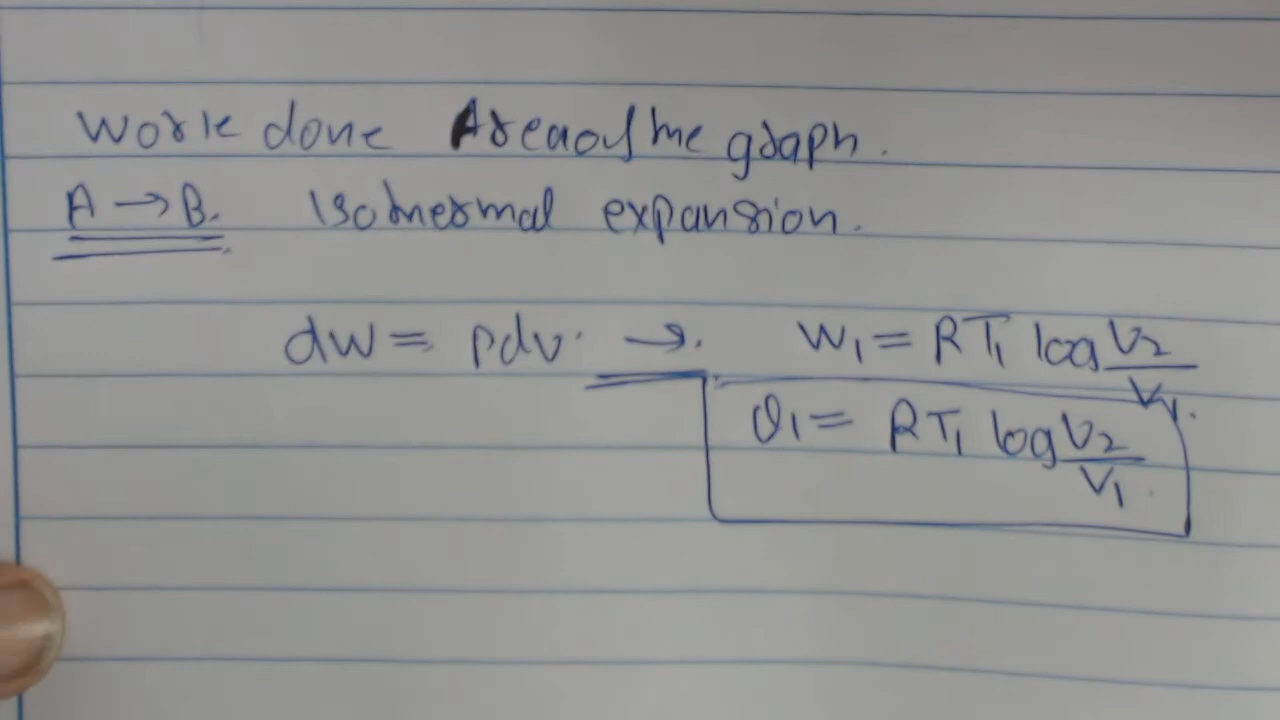 Work done Area of the graph.
A → B. Isothermal expansion.
dw = pdv. →. W₁ = RT₁ log V₂/V₁.
Q₁ = RT₁ log V₂/V₁.